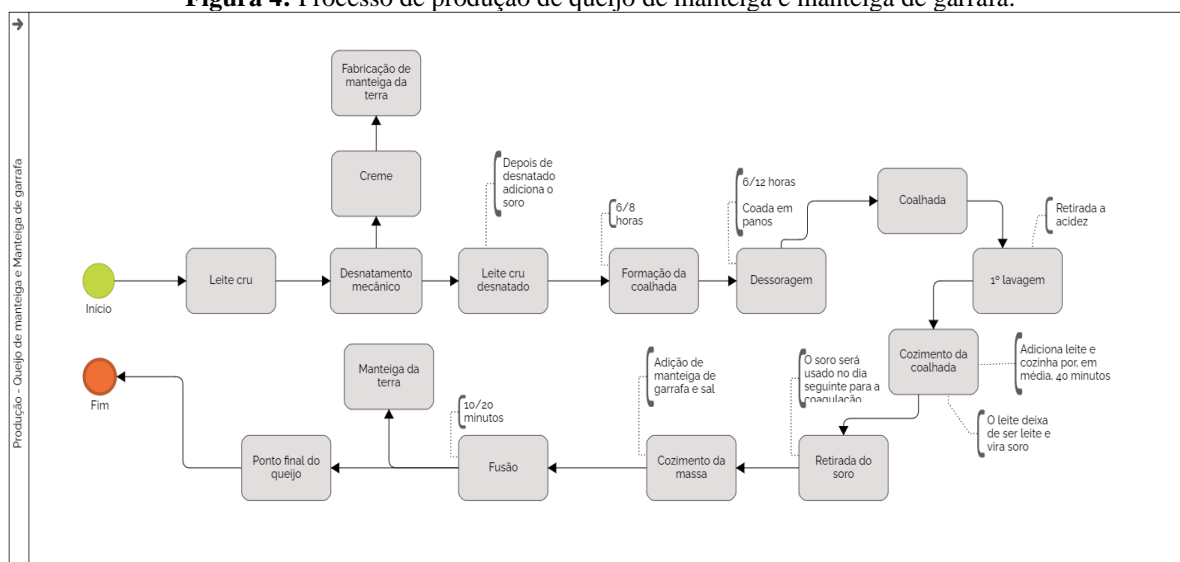 Figura 4: Processo de produção de queijo de manteiga e manteiga de garrafa.
Produção - Queijo de manteiga e Manteiga de garrafa
Fabricação de
manteiga da
terra
Creme
Depois de
desnatado
adiciona o
soro
6/8
horas
6/12 horas
Coada em
panos
Coalhada
Retirada a
acidez
Início
Leite cru
Desnatamento
mecânico
Leite cru
desnatado
Formação da
coalhada
Dessoragem
1º lavagem
Fim
Manteiga da
terra
10/20
minutos
Adição de
manteiga de
garrafa e sal
O soro será
usado no dia
seguinte para a
coagulação
Cozimento da
coalhada
Adiciona leite e
cozinha por, em
média, 40 minutos
O leite deixa
de ser leite e
vira soro
Ponto final do
queijo
Fusão
Cozimento da
massa
Retirada do
soro